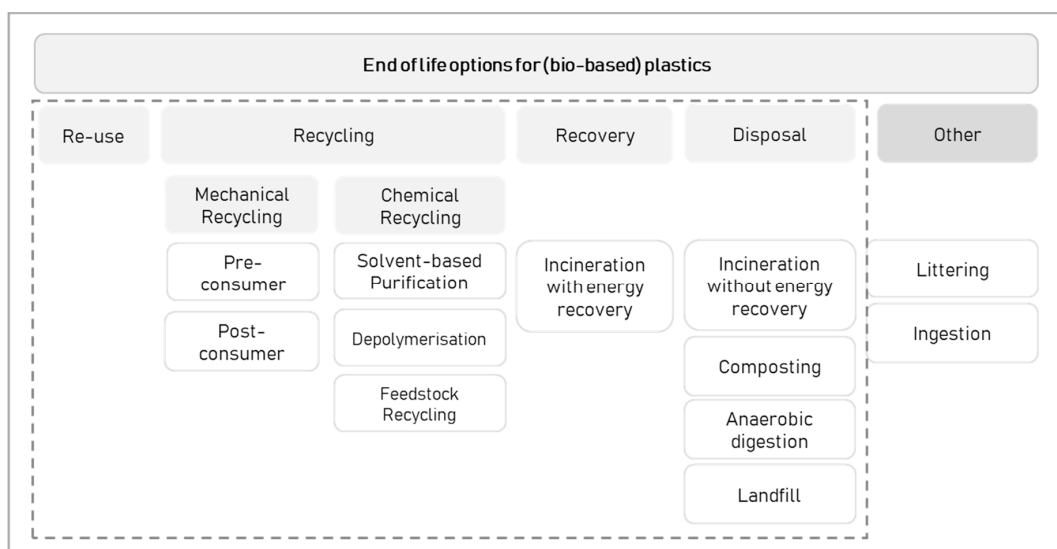 End of life options for (bio-based) plastics
Re-use
Recycling
Recovery
Disposal
Other
Mechanical
Recycling
Chemical
Recycling
Pre-
consumer
Solvent-based
Purification
Incineration
with energy
recovery
Incineration
without energy
recovery
Littering
Post-
consumer
Depolymerisation
Ingestion
Feedstock
Recycling
Composting
Anaerobic
digestion
Landfill